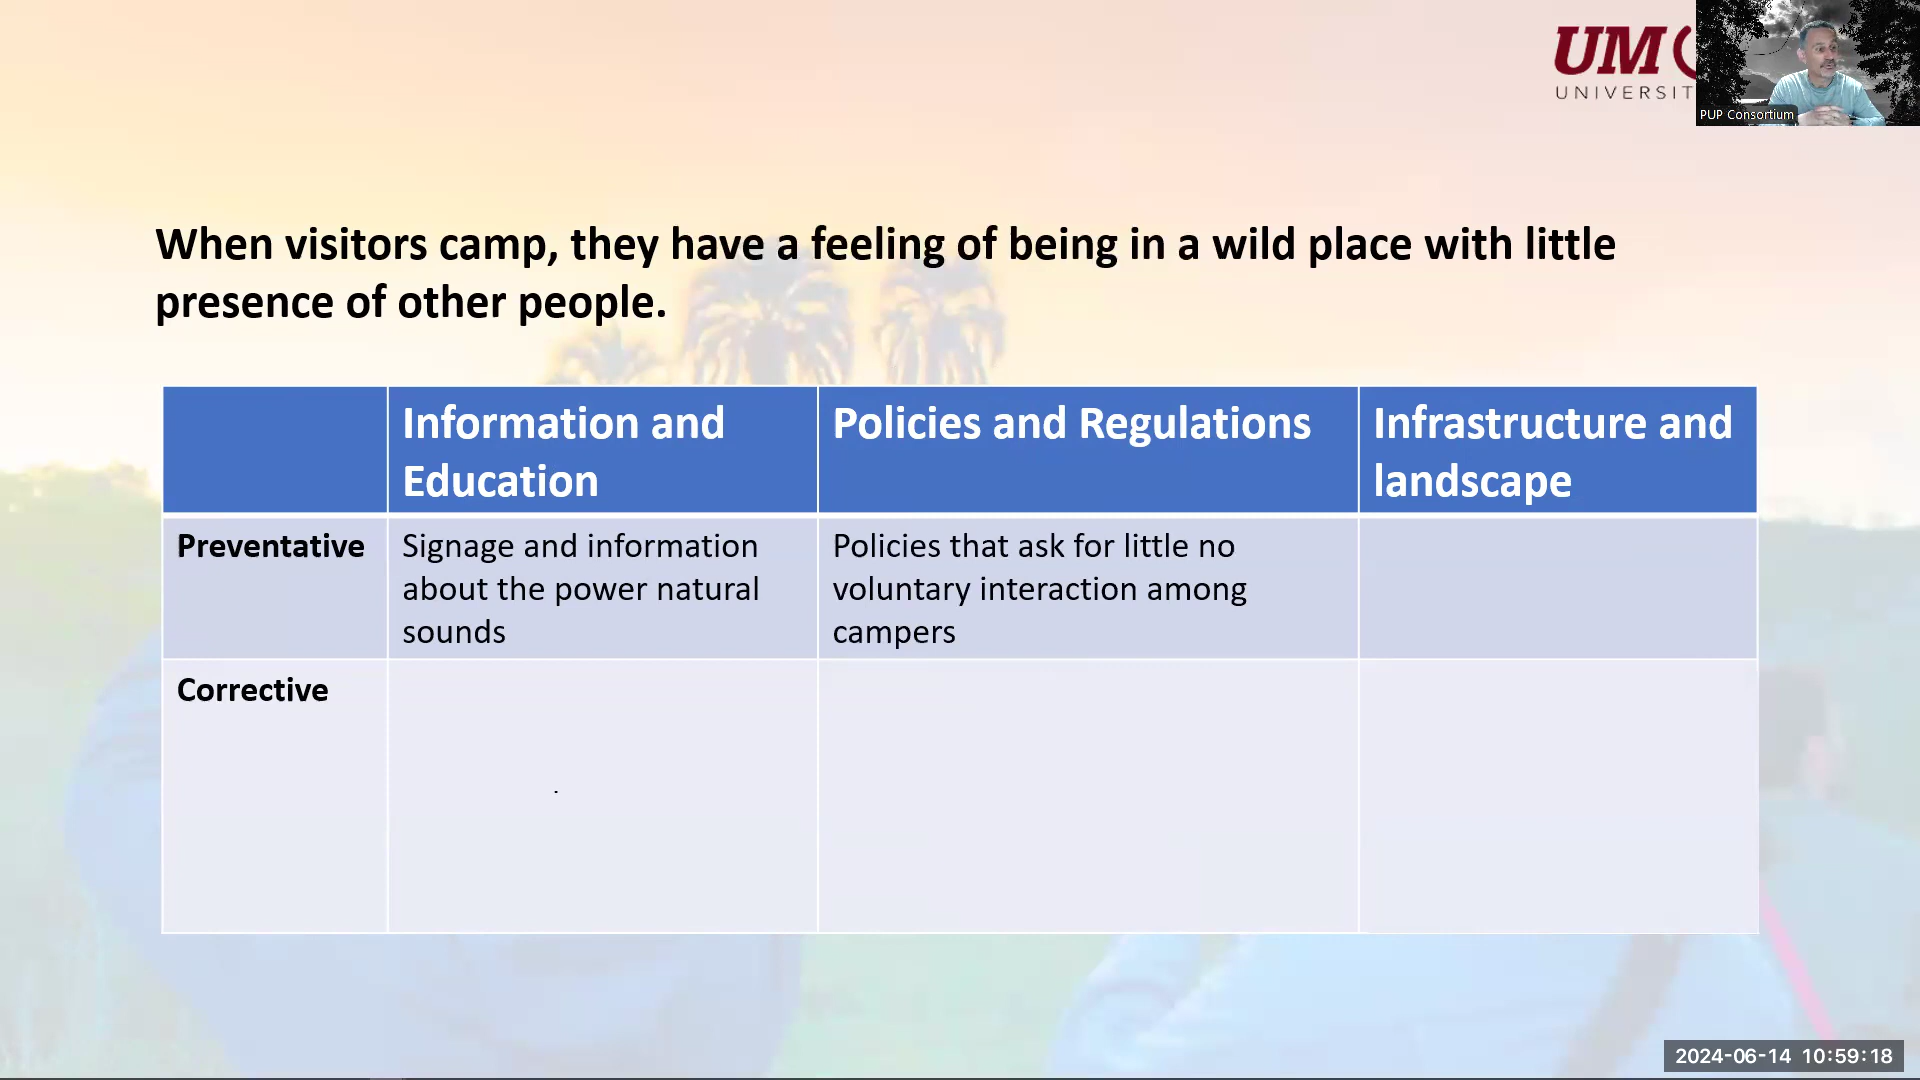 UM
UNIVERSIT
PUP Consortium
When visitors camp, they have a feeling of being in a wild place with little
presence of other people.
Information and
Education
Policies and Regulations
Infrastructure and
landscape
Preventative
Signage and information
about the power natural
sounds
Policies that ask for little no
voluntary interaction among
campers
Corrective
.
2024-06-14 10:59:18